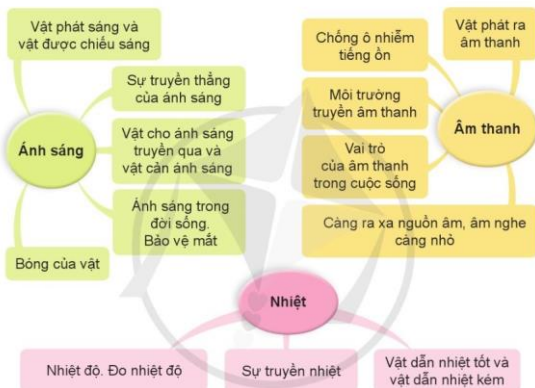 Vật phát sáng và
vật được chiếu sáng
Sự truyền thẳng
của ánh sáng
Ánh sáng
Vật cho ánh sáng
truyền qua và
vật cản ánh sáng
Ánh sáng trong
đời sống.
Bảo vệ mắt
Bóng của vật
Chống ô nhiễm
tiếng ồn
Vật phát ra
âm thanh
Môi trường
truyền âm thanh
Âm thanh
Vai trò
của âm thanh
trong cuộc sống
Càng ra xa nguồn âm, âm nghe
càng nhỏ
Nhiệt
Nhiệt độ. Đo nhiệt độ
Sự truyền nhiệt
Vật dẫn nhiệt tốt và
vật dẫn nhiệt kém